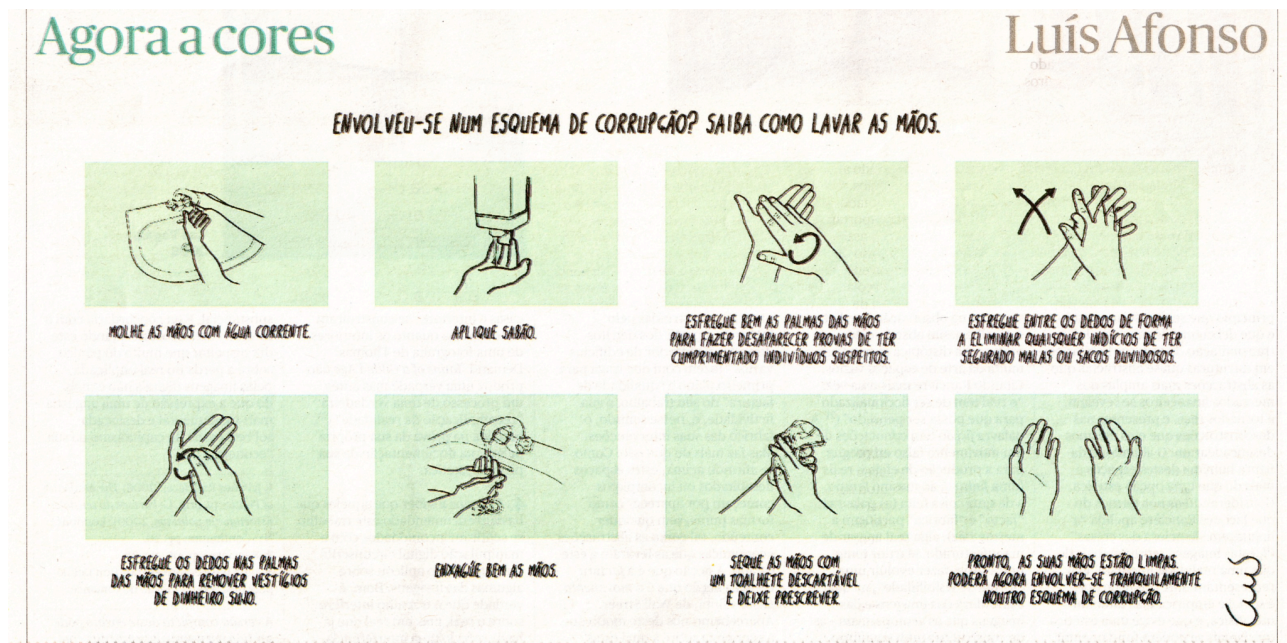 Agora a cores
Luís Afonso
ENVOLVEU-SE NUM ESQUEMA DE CORRUPÇÃO? SAIBA COMO LAVAR AS MÃOS.
MOLHE AS MÃOS COM ÁGUA CORRENTE.
APLIQUE SABÃO.
ESFREGUE BEM AS PALMAS DAS MÃOS
PARA FAZER DESAPARECER PROVAS DE TER
CUMPRIMENTADO INDIVÍDUOS SUSPEITOS.
ESFREGUE ENTRE OS DEDOS DE FORMA
A ELIMINAR QUAISQUER INDÍCIOS DE TER
SEGURADO MALAS OU SACOS DUVIDOSOS.
ESFREGUE OS DEDOS NAS PALMAS
DAS MÃOS PARA REMOVER VESTÍGIOS
DE DINHEIRO SUJO.
ENXAGÚE BEM AS MÃOS.
SEQUE AS MÃOS COM
UM TOALHETE DESCARTÁVEL
E DEIXE PRESCREVER.
PRONTO, AS SUAS MÃOS ESTÃO LIMPAS.
PODERÁ AGORA ENVOLVER-SE TRANQUILAMENTE
NOUTRO ESQUEMA DE CORRUPÇÃO.
Luís